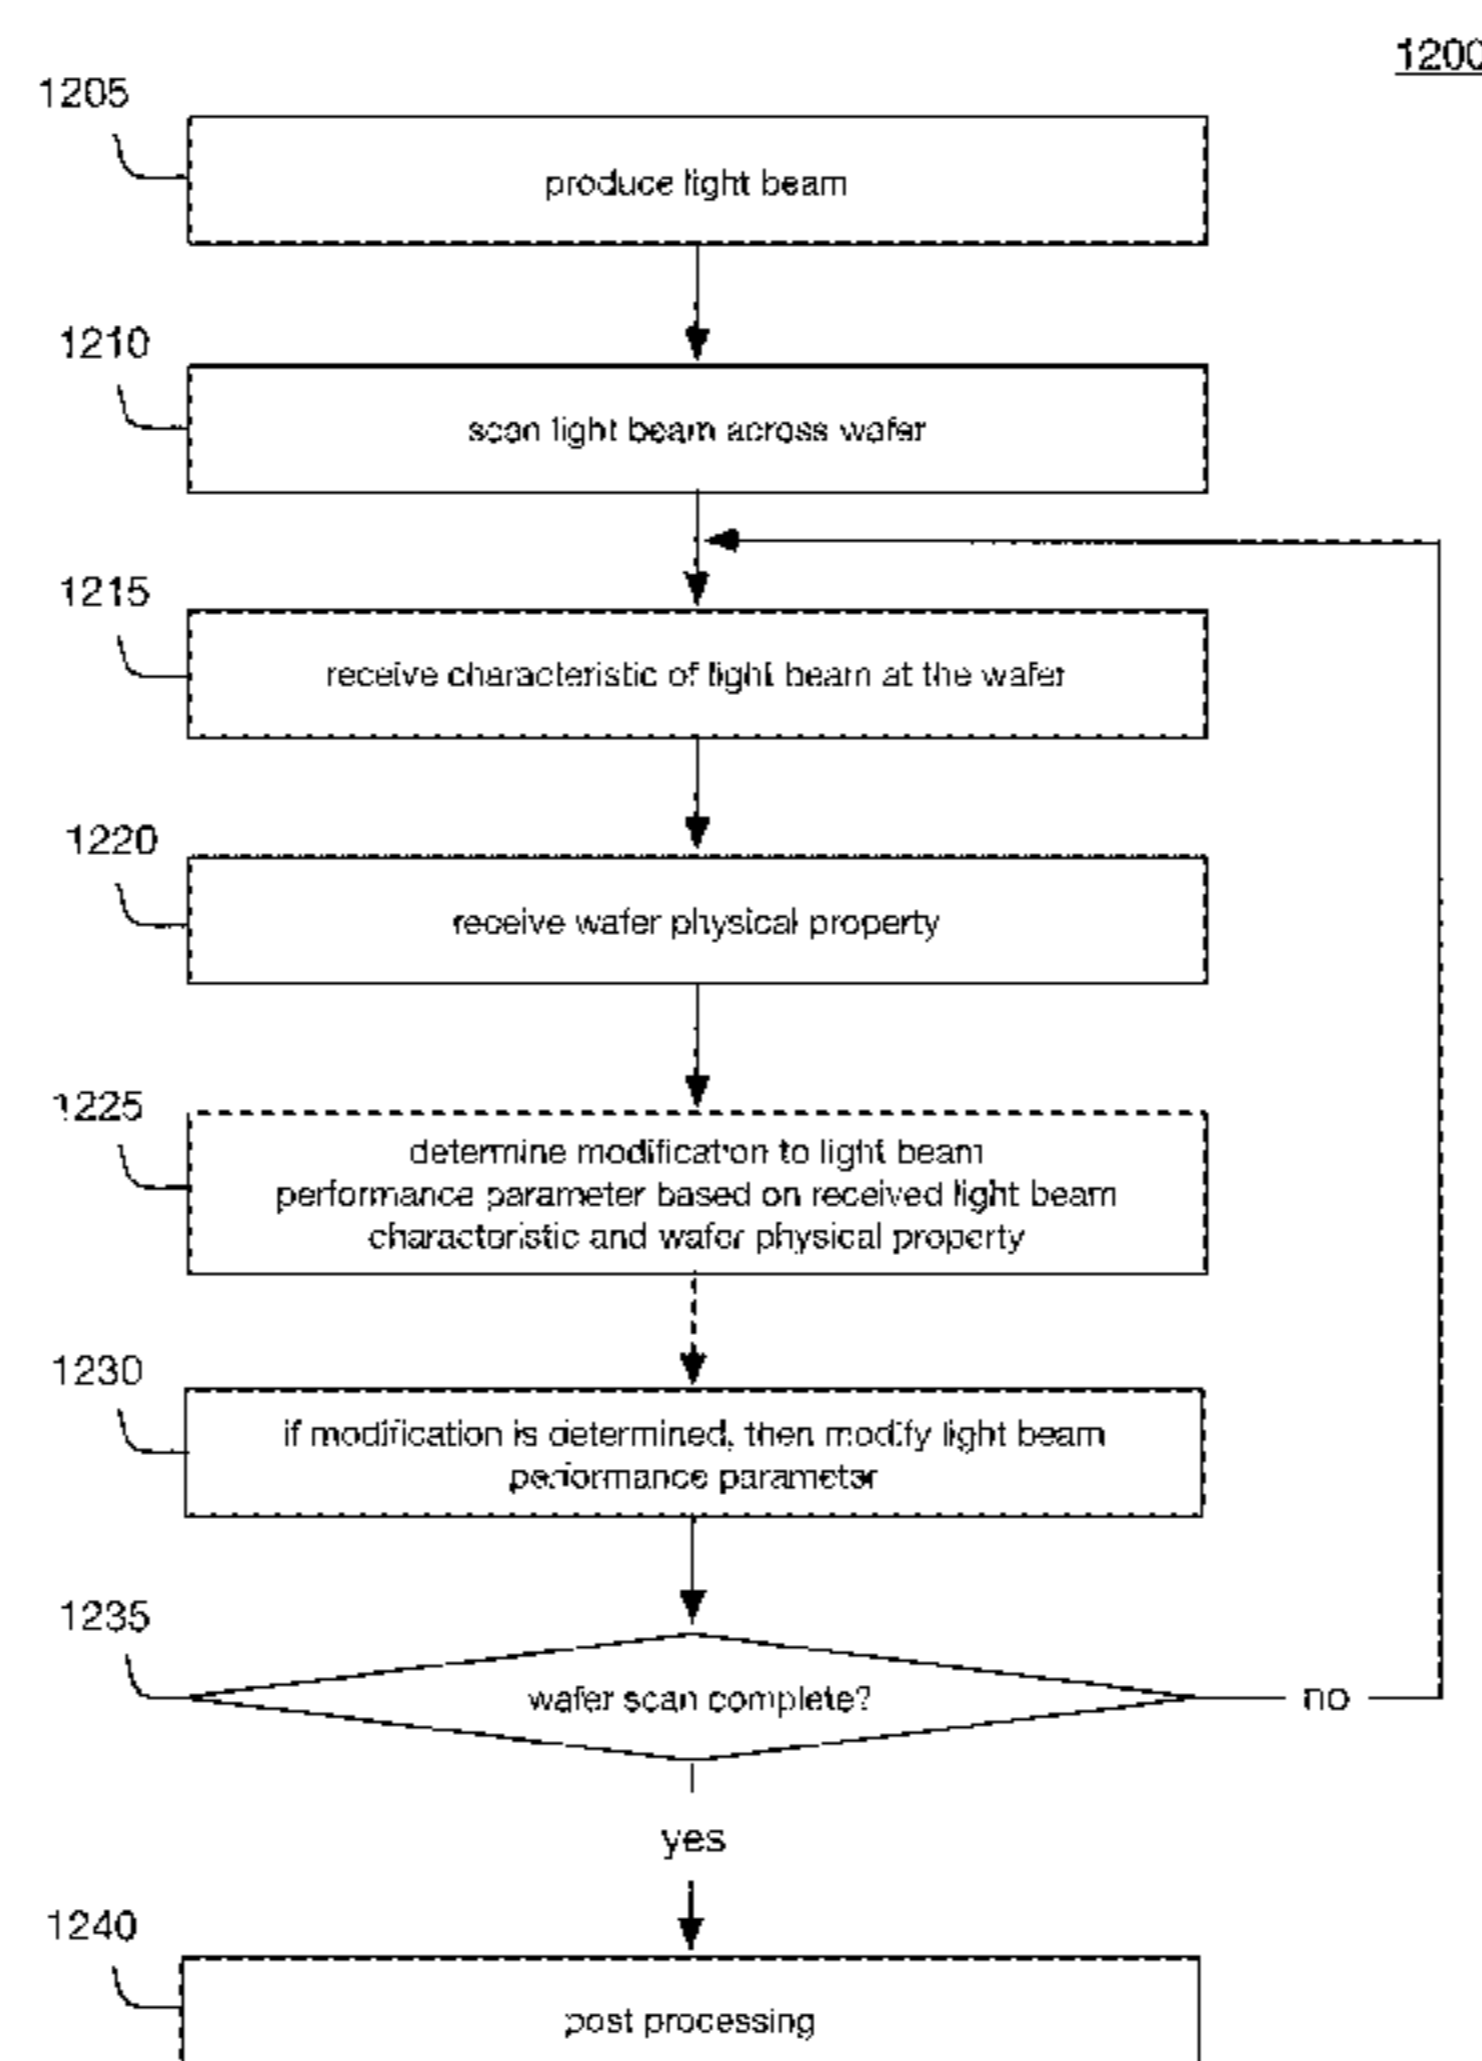 1200
1205
produce light beam
1210
scan light beam across wafer
1215
receive characteristic of light beam at the wafer
1220
receive wafer physical property
1225
determine modification to light beam
performance parameter based on received light beam
characteristic and wafer physical property
1230
if modification is determined, then modify light beam
performance parameter
1235
wafer scan complete?
no
yes
1240
post processing